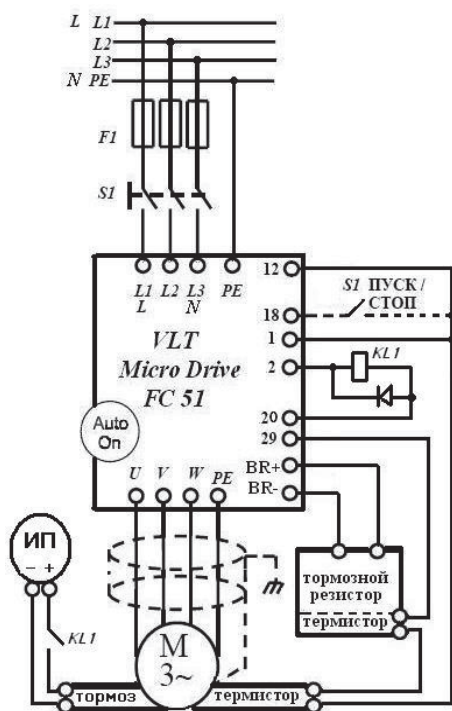 L L1
L2
L3
N PE
F1
S1
L1 L2 L3 PE
L N
12
S1 ПУСК /
СТОП
18
1
VLT
Micro Drive
FC 51
2
KL1
20
29
Auto
On
BR+
BR-
U V W PE
ИП
- +
KL1
тормозной
резистор
термистор
M
3~
тормоз
термистор